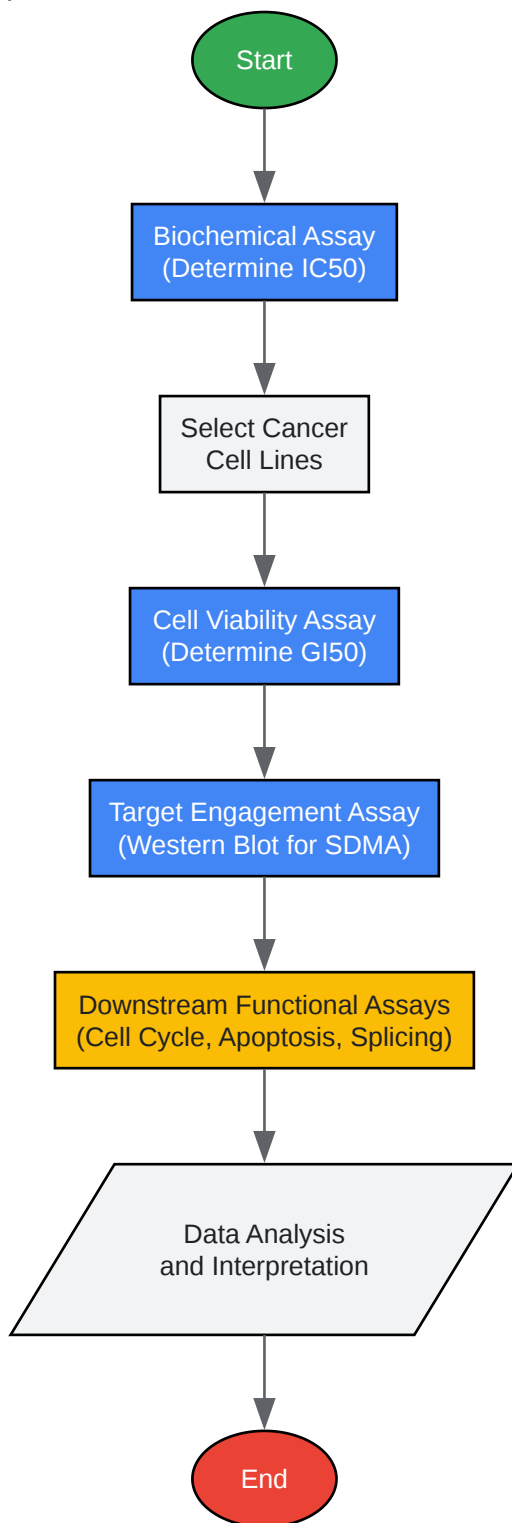 Start
Biochemical Assay
(Determine IC50)
Select Cancer
Cell Lines
Cell Viability Assay
(Determine GI50)
Target Engagement Assay
(Western Blot for SDMA)
Downstream Functional Assays
(Cell Cycle, Apoptosis, Splicing)
Data Analysis
and Interpretation
End